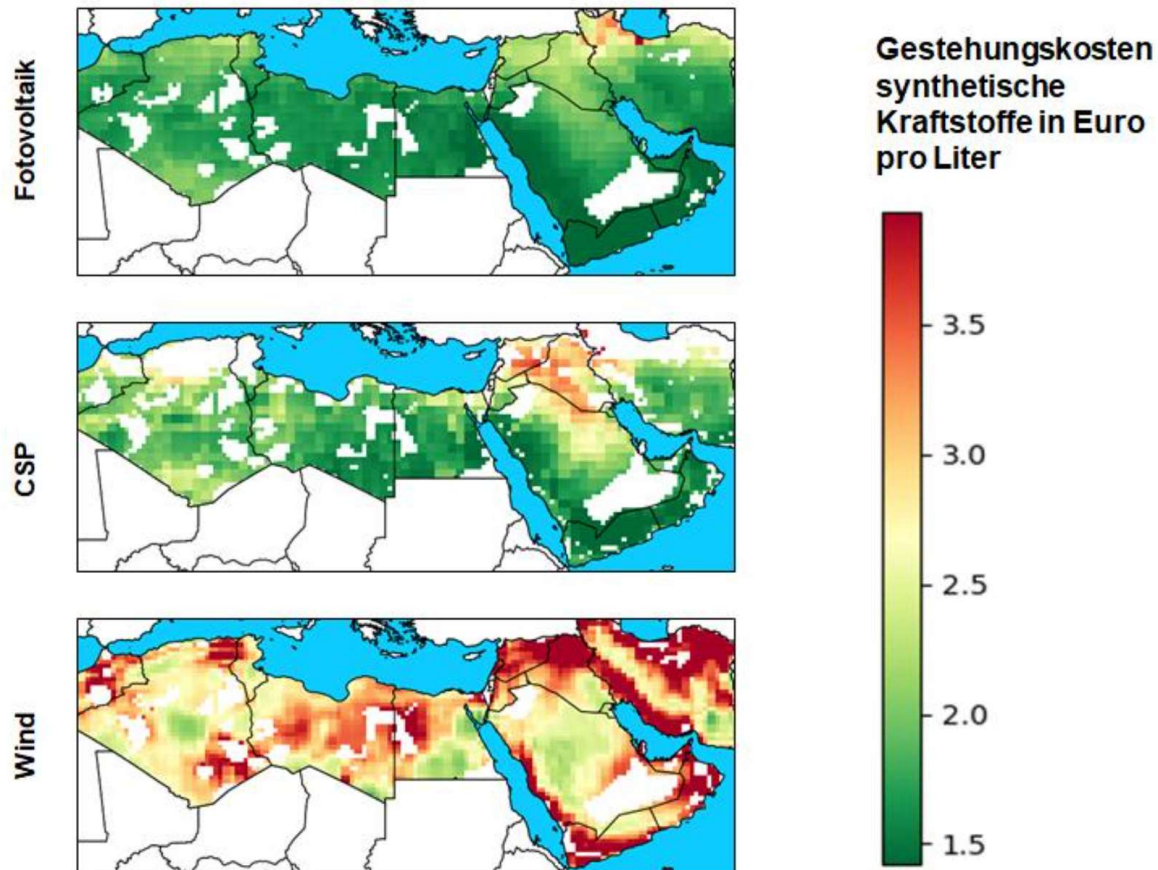 Fotovoltaik
CSP
Wind
Gestehungskosten
synthetische
Kraftstoffe in Euro
pro Liter
3.5
3.0
2.5
2.0
1.5